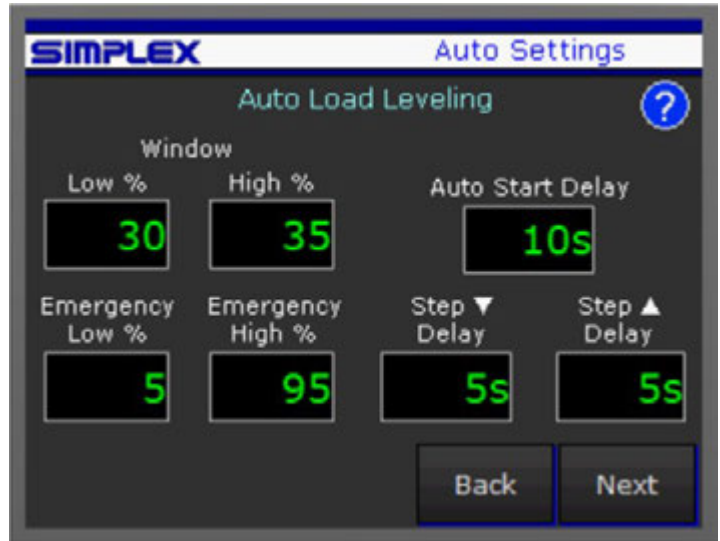 SIMPLEX Auto Settings
Auto Load Leveling ?
Window
Low % High % Auto Start Delay
30 35 10s
Emergency Emergency Step ▼ Step ▲
Low % High % Delay Delay
5 95 5s 5s
Back Next